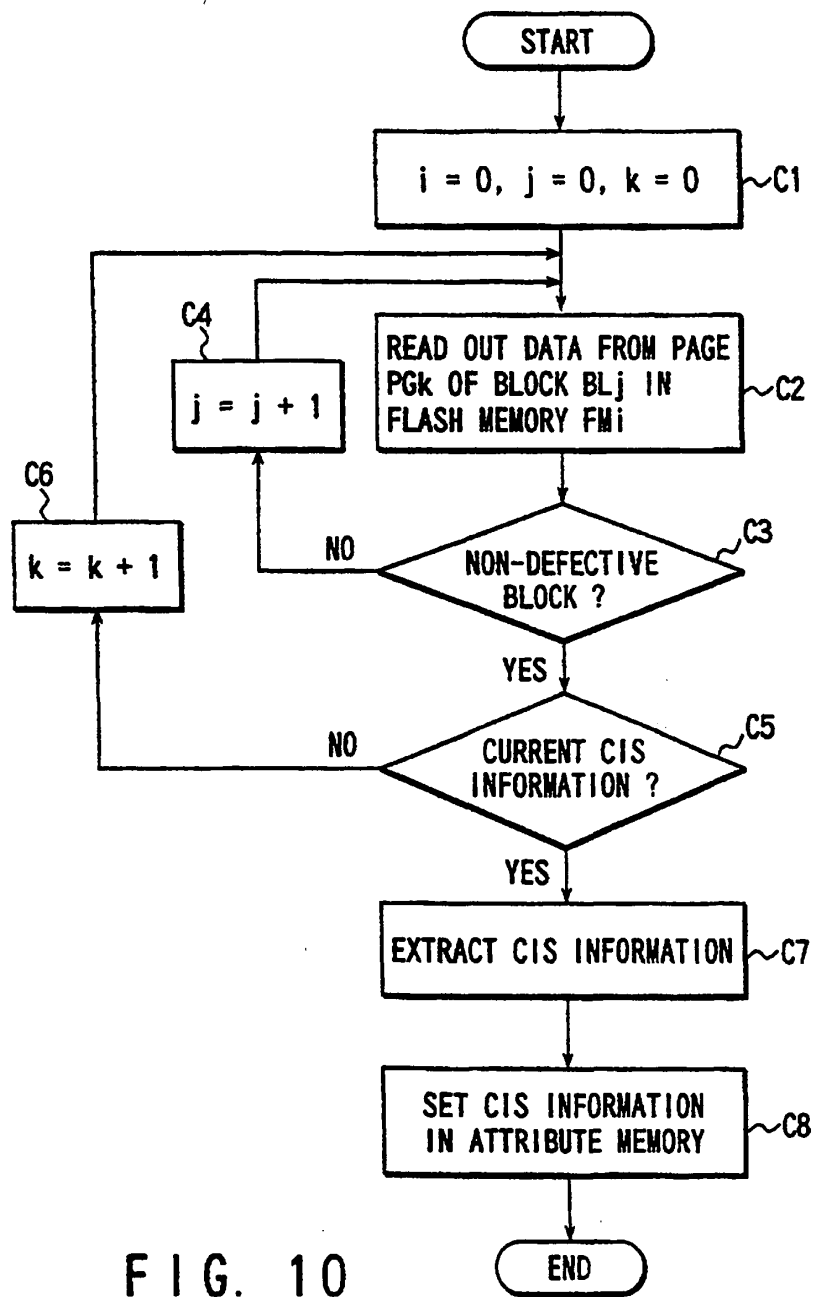 START
i = 0, j = 0, k = 0
C1
C4
j = j + 1
READ OUT DATA FROM PAGE
PGk OF BLOCK BLj IN
FLASH MEMORY FMi
C2
C6
k = k + 1
NO
NON-DEFECTIVE
BLOCK ?
C3
YES
NO
CURRENT CIS
INFORMATION ?
C5
YES
EXTRACT CIS INFORMATION
C7
SET CIS INFORMATION
IN ATTRIBUTE MEMORY
C8
END
FIG. 10